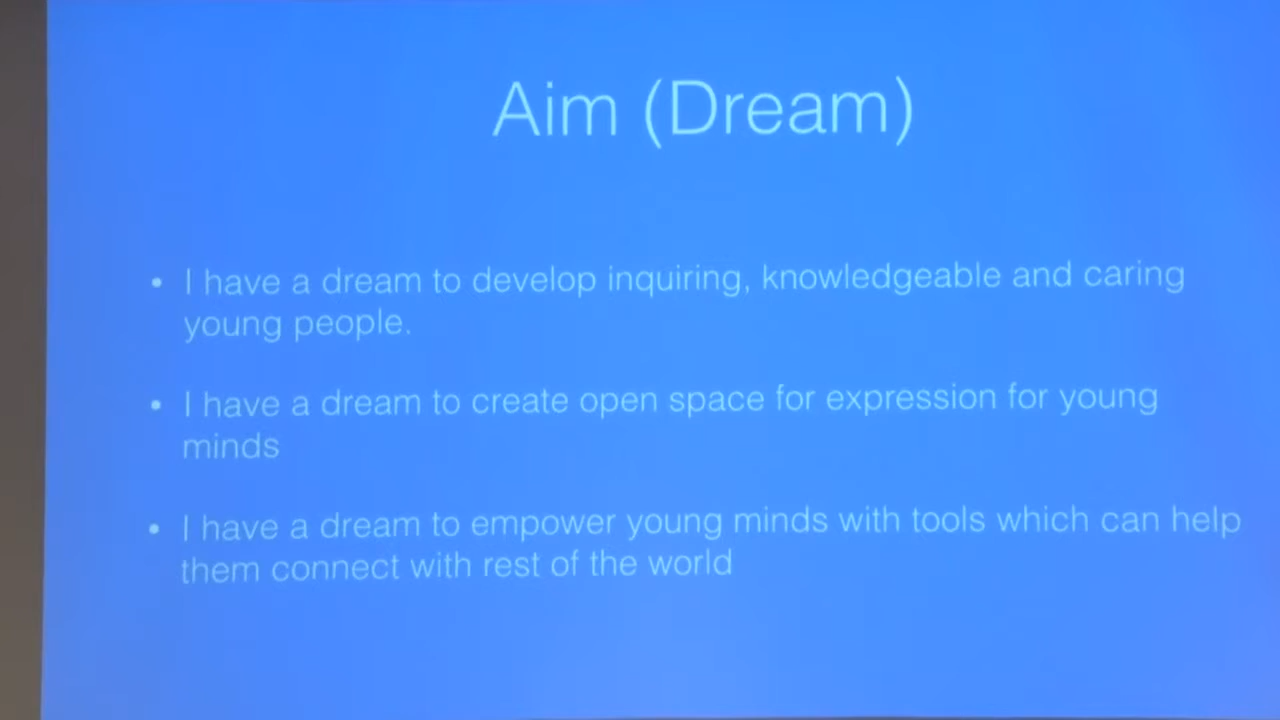 Aim (Dream)
• I have a dream to develop inquiring, knowledgeable and caring
young people.
• I have a dream to create open space for expression for young
minds
• I have a dream to empower young minds with tools which can help
them connect with rest of the world